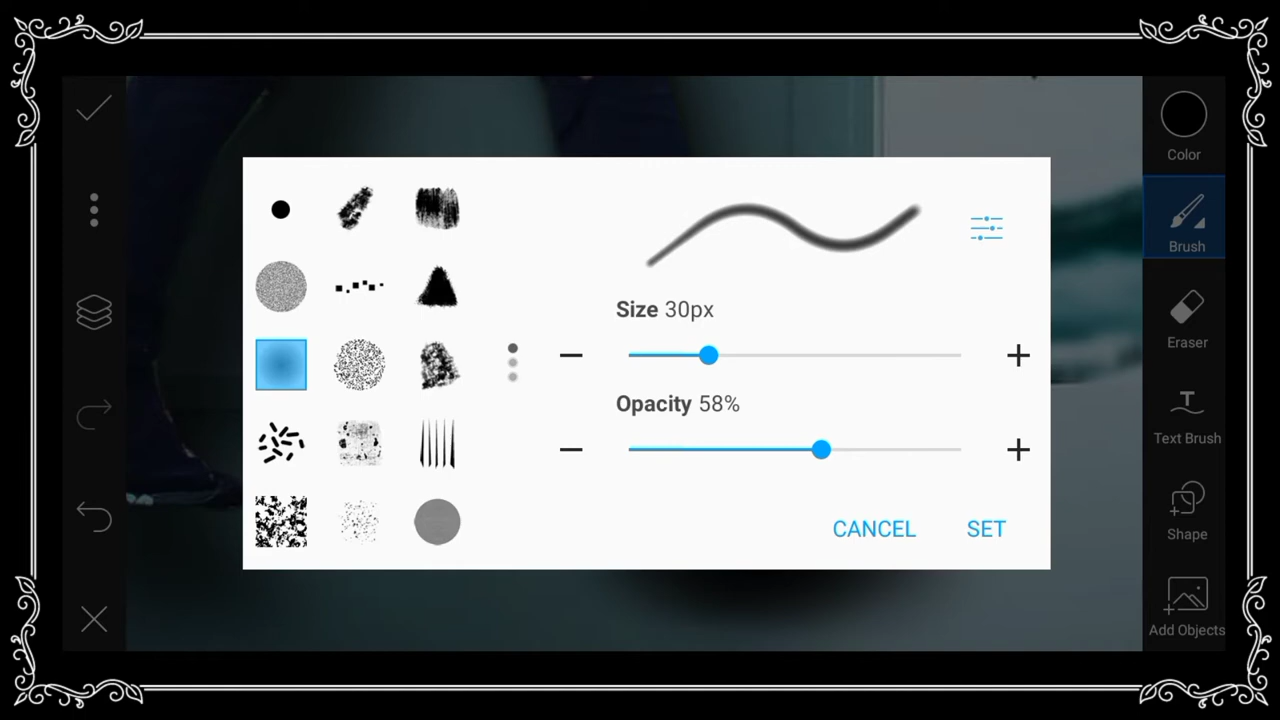 Color
Brush
Size 30px
Eraser
Opacity 58%
Text Brush
CANCEL SET
Shape
Add Objects